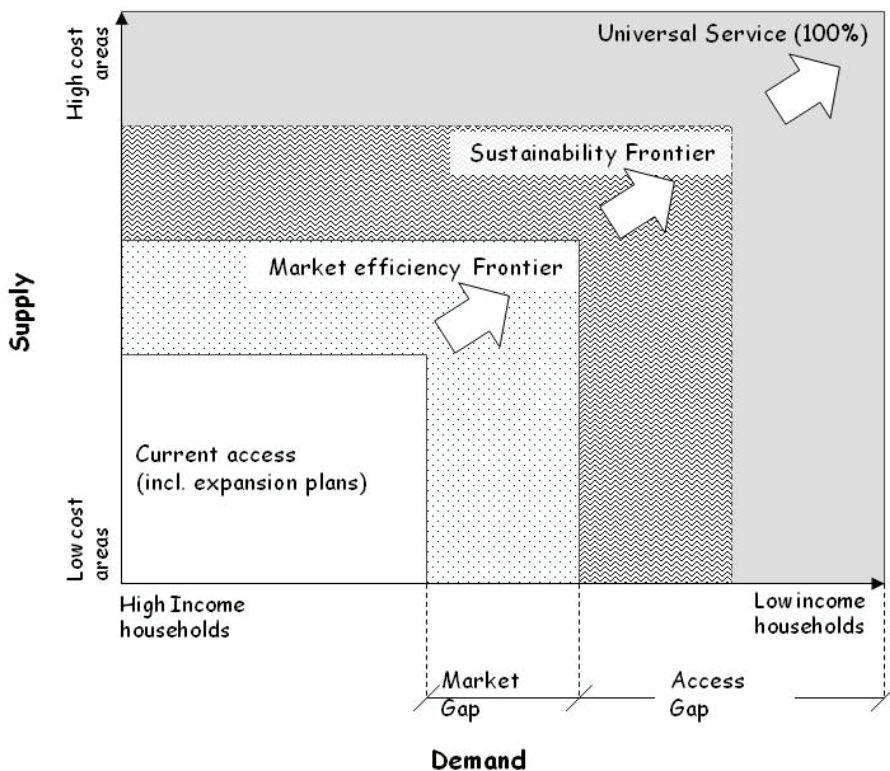 High cost
areas
Universal Service (100%)
Sustainability Frontier
Market efficiency Frontier
Supply
Current access
(incl. expansion plans)
Low cost
areas
High Income
households
Low income
households
Market
Gap
Access
Gap
Demand